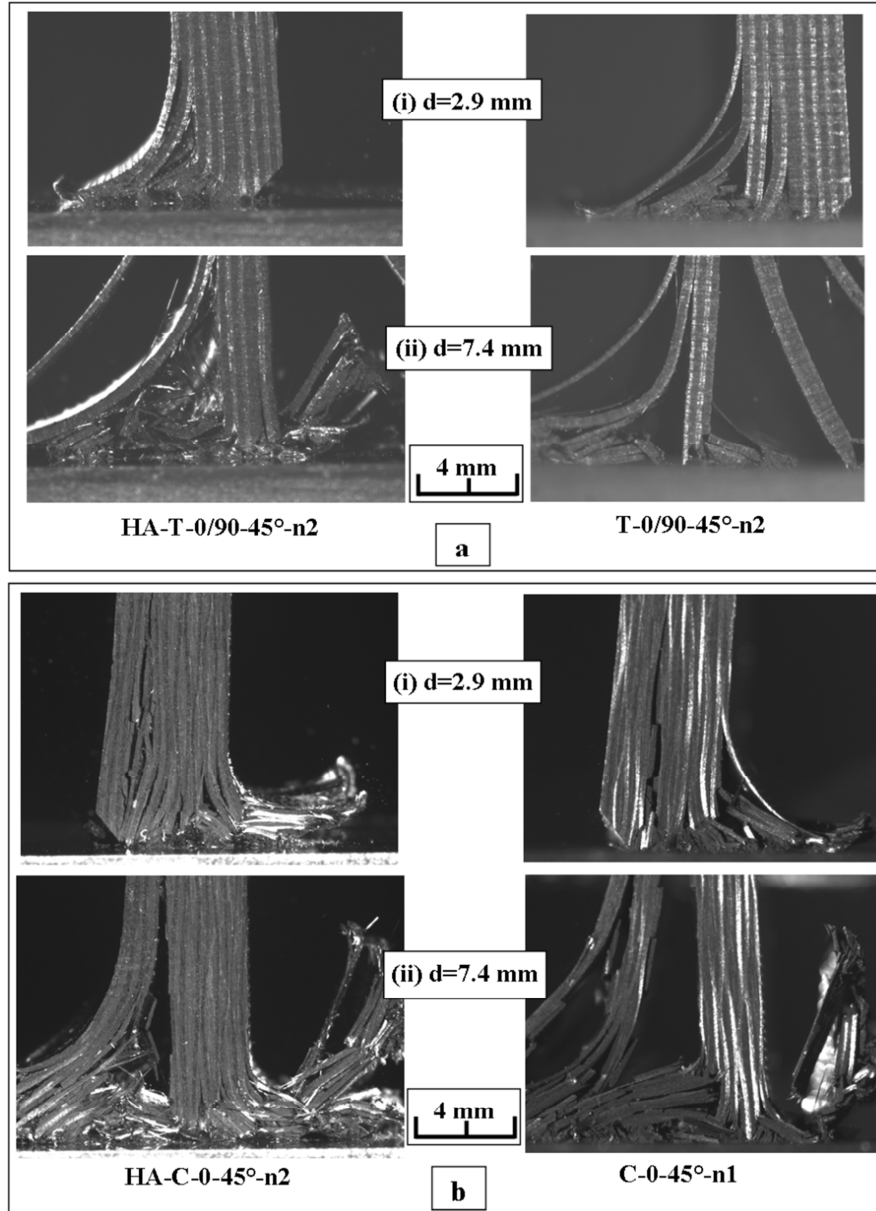 (i) d=2.9 mm
(ii) d=7.4 mm
4 mm
HA-T-0/90-45°-n2
T-0/90-45°-n2
a
(i) d=2.9 mm
(ii) d=7.4 mm
4 mm
HA-C-0-45°-n2
C-0-45°-n1
b